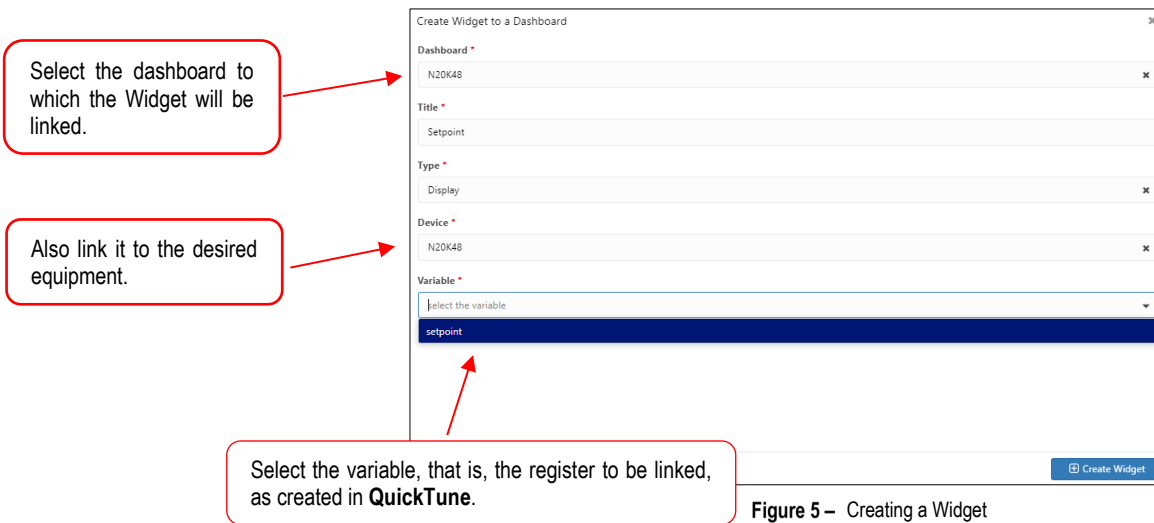 Create Widget to a Dashboard
Dashboard *
N20K48
Select the dashboard to
which the Widget will be
linked.
Title *
Setpoint
Type *
Display
Device *
N20K48
Also link it to the desired
equipment.
Variable *
select the variable
setpoint
Select the variable, that is, the register to be linked,
as created in QuickTune.
Create Widget
Figure 5 – Creating a Widget